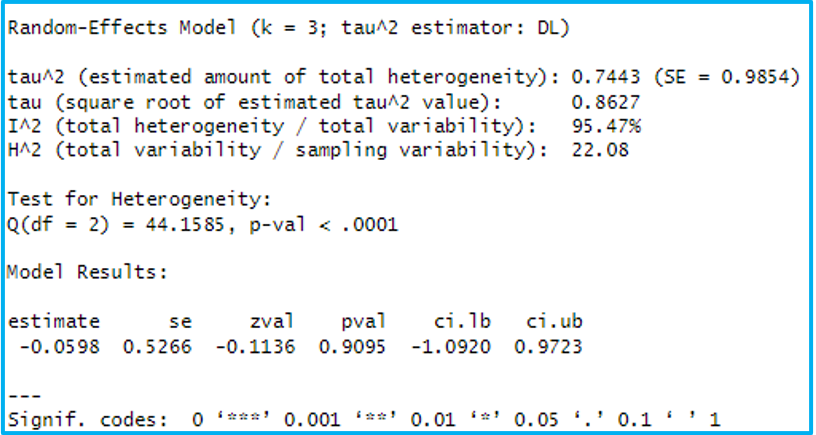 Random-Effects Model (k = 3; tau^2 estimator: DL)
tau^2 (estimated amount of total heterogeneity): 0.7443 (SE = 0.9854)
tau (square root of estimated tau^2 value):      0.8627
I^2 (total heterogeneity / total variability):   95.47%
H^2 (total variability / sampling variability):  22.08
Test for Heterogeneity:
Q(df = 2) = 44.1585, p-val < .0001
Model Results:
estimate      se     zval    pval    ci.lb   ci.ub
 -0.0598  0.5266  -0.1136  0.9095  -1.0920  0.9723
---
Signif. codes:  0 ‘***’ 0.001 ‘**’ 0.01 ‘*’ 0.05 ‘.’ 0.1 ‘ ’ 1